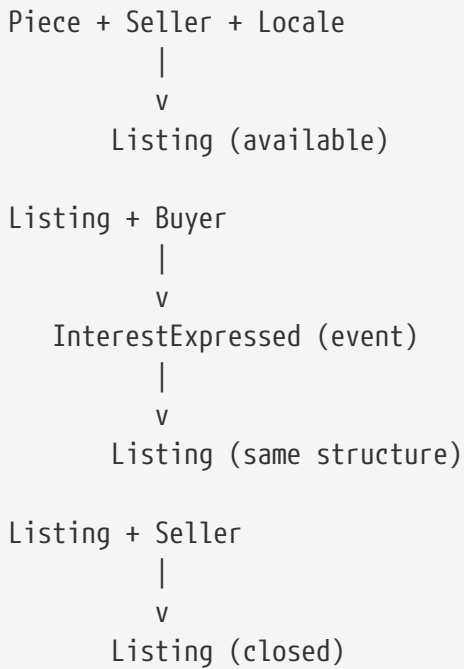 Piece + Seller + Locale
|
v
Listing (available)
Listing + Buyer
|
v
InterestExpressed (event)
|
v
Listing (same structure)
Listing + Seller
|
v
Listing (closed)